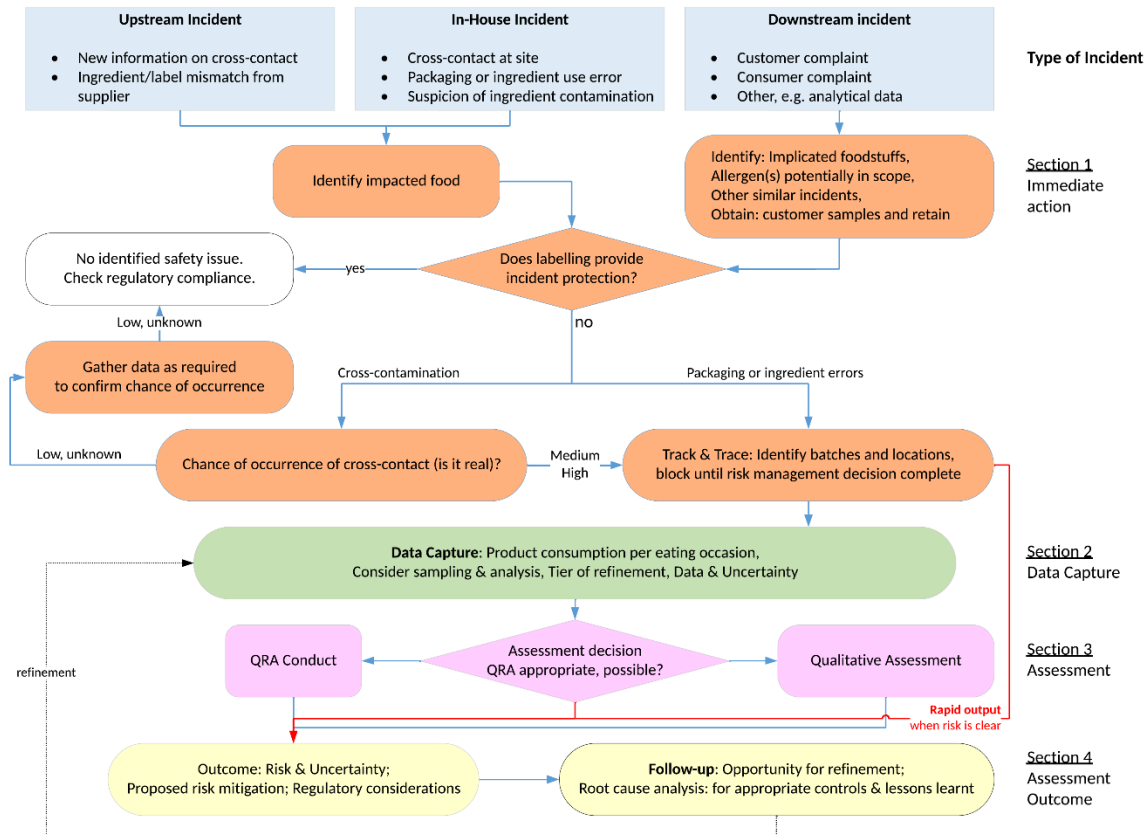 Upstream Incident
• New information on cross-contact
• Ingredient/label mismatch from
supplier
In-House Incident
• Cross-contact at site
• Packaging or ingredient use error
• Suspicion of ingredient contamination
Downstream incident
• Customer complaint
• Consumer complaint
• Other, e.g. analytical data
Type of Incident
Identify impacted food
Identify: Implicated foodstuffs,
Allergen(s) potentially in scope,
Other similar incidents,
Obtain: customer samples and retain
Section 1
Immediate
action
No identified safety issue.
Check regulatory compliance.
yes
Does labelling provide
incident protection?
no
Low, unknown
Gather data as required
to confirm chance of occurrence
Cross-contamination
Packaging or ingredient errors
Low, unknown
Chance of occurrence of cross-contact (is it real)?
Medium
High
Track & Trace: Identify batches and locations,
block until risk management decision complete
Data Capture: Product consumption per eating occasion,
Consider sampling & analysis, Tier of refinement, Data & Uncertainty
Section 2
Data Capture
refinement
QRA Conduct
Assessment decision
QRA appropriate, possible?
Qualitative Assessment
Section 3
Assessment
Rapid output
when risk is clear
Outcome: Risk & Uncertainty;
Proposed risk mitigation; Regulatory considerations
Follow-up: Opportunity for refinement;
Root cause analysis: for appropriate controls & lessons learnt
Section 4
Assessment
Outcome